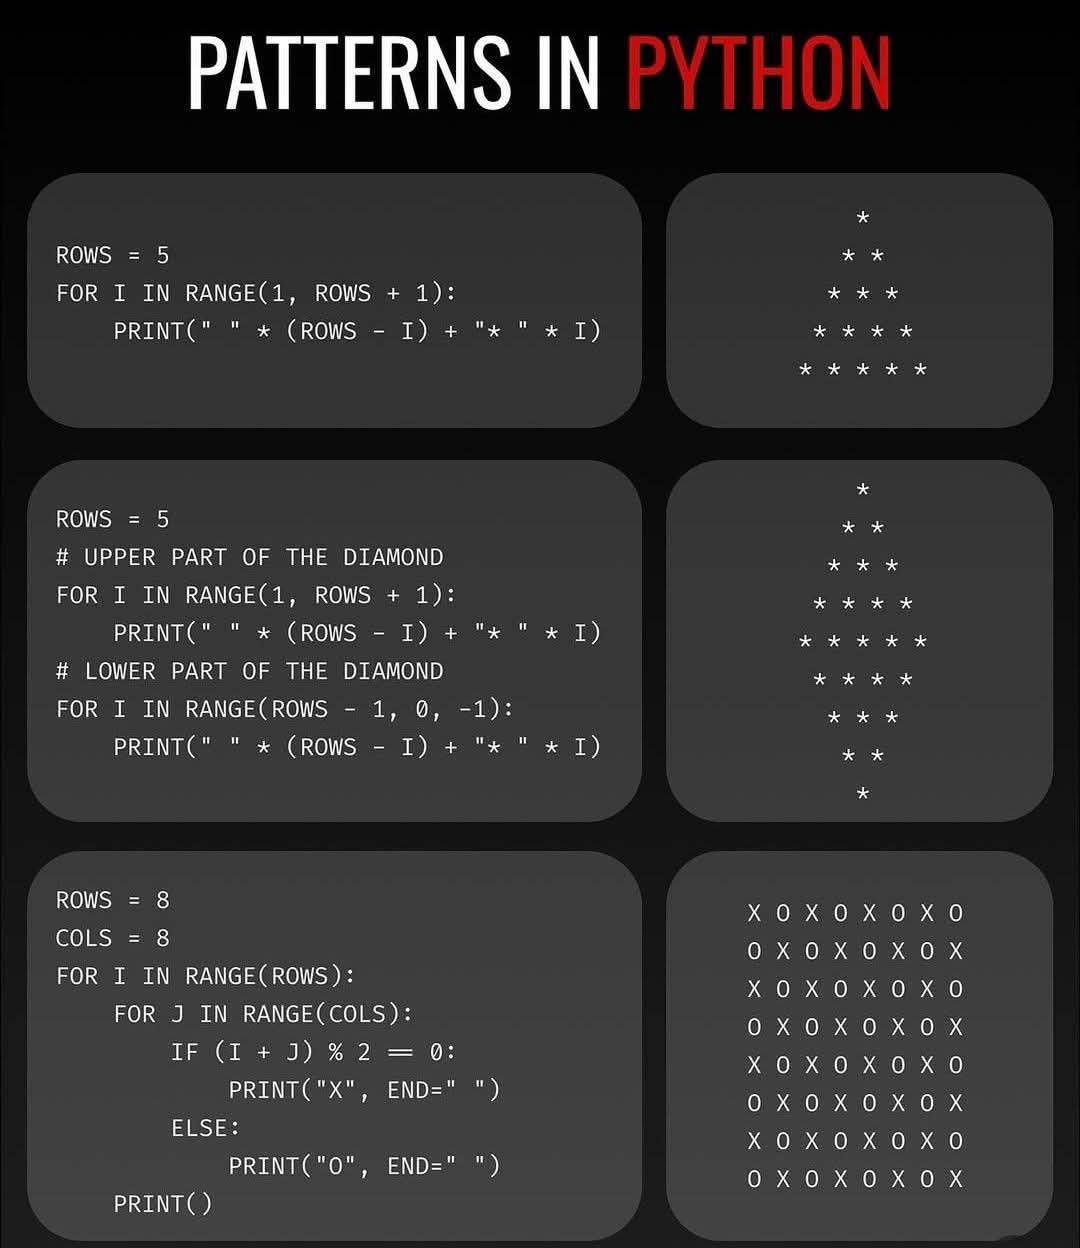 PATTERNS IN PYTHON
ROWS = 5
FOR I IN RANGE(1, ROWS + 1):
    PRINT(" " * (ROWS - I) + "* " * I)
*
* *
* * *
* * * *
* * * * *
ROWS = 5
# UPPER PART OF THE DIAMOND
FOR I IN RANGE(1, ROWS + 1):
    PRINT(" " * (ROWS - I) + "* " * I)
# LOWER PART OF THE DIAMOND
FOR I IN RANGE(ROWS - 1, 0, -1):
    PRINT(" " * (ROWS - I) + "* " * I)
*
* *
* * *
* * * *
* * * * *
* * * *
* * *
* *
*
ROWS = 8
COLS = 8
FOR I IN RANGE(ROWS):
    FOR J IN RANGE(COLS):
        IF (I + J) % 2 == 0:
            PRINT("X", END=" ")
        ELSE:
            PRINT("O", END=" ")
    PRINT()
X O X O X O X O
O X O X O X O X
X O X O X O X O
O X O X O X O X
X O X O X O X O
O X O X O X O X
X O X O X O X O
O X O X O X O X